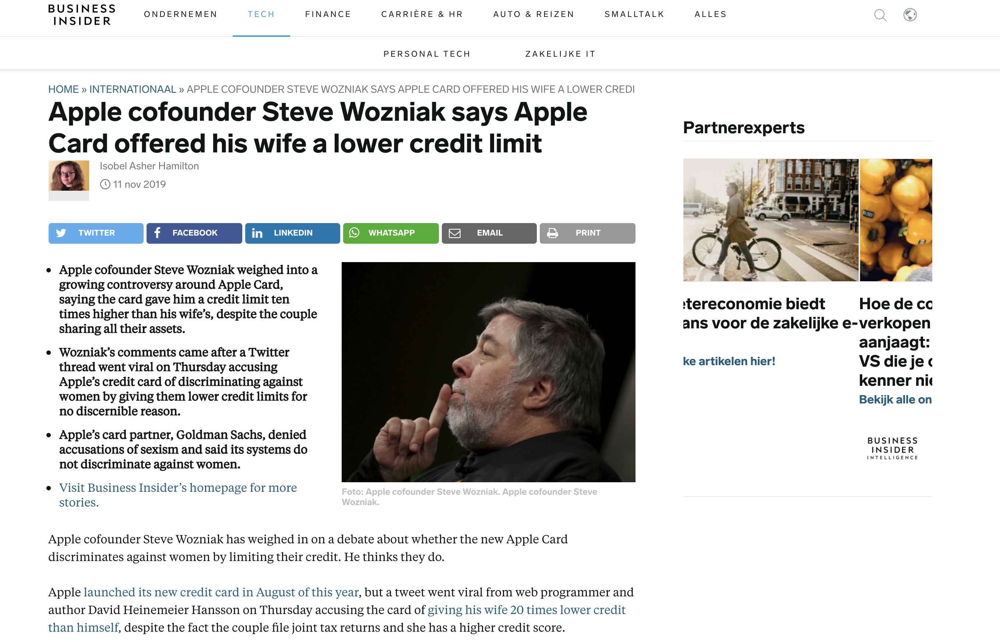 BUSINESS
INSIDER
ONDERNEMEN
TECH
FINANCE
CARRIÈRE & HR
AUTO & REIZEN
SMALLTALK
ALLES
PERSONAL TECH
ZAKELIJKE IT
HOME » INTERNATIONAAL » APPLE COFOUNDER STEVE WOZNIAK SAYS APPLE CARD OFFERED HIS WIFE A LOWER CREDI
Apple cofounder Steve Wozniak says Apple
Card offered his wife a lower credit limit
Isobel Asher Hamilton
11 nov 2019
TWITTER
FACEBOOK
LINKEDIN
WHATSAPP
EMAIL
PRINT
Apple cofounder Steve Wozniak weighed into a
growing controversy around Apple Card,
saying the card gave him a credit limit ten
times higher than his wife’s, despite the couple
sharing all their assets.
Wozniak’s comments came after a Twitter
thread went viral on Thursday accusing
Apple’s credit card of discriminating against
women by giving them lower credit limits for
no discernible reason.
Apple’s card partner, Goldman Sachs, denied
accusations of sexism and said its systems do
not discriminate against women.
Visit Business Insider’s homepage for more
stories.
Foto: Apple cofounder Steve Wozniak. Apple cofounder Steve
Wozniak.
Apple cofounder Steve Wozniak has weighed in on a debate about whether the new Apple Card
discriminates against women by limiting their credit. He thinks they do.
Apple launched its new credit card in August of this year, but a tweet went viral from web programmer and
author David Heinemeier Hansson on Thursday accusing the card of giving his wife 20 times lower credit
than himself, despite the fact the couple file joint tax returns and she has a higher credit score.
Partnerexperts
etereconomie biedt
ans voor de zakelijke e-
ke artikelen hier!
Hoe de co
verkopen
aanjaagt:
VS die je
kenner nie
Bekijk alle on
BUSINESS
INSIDER
INTELLIGENCE